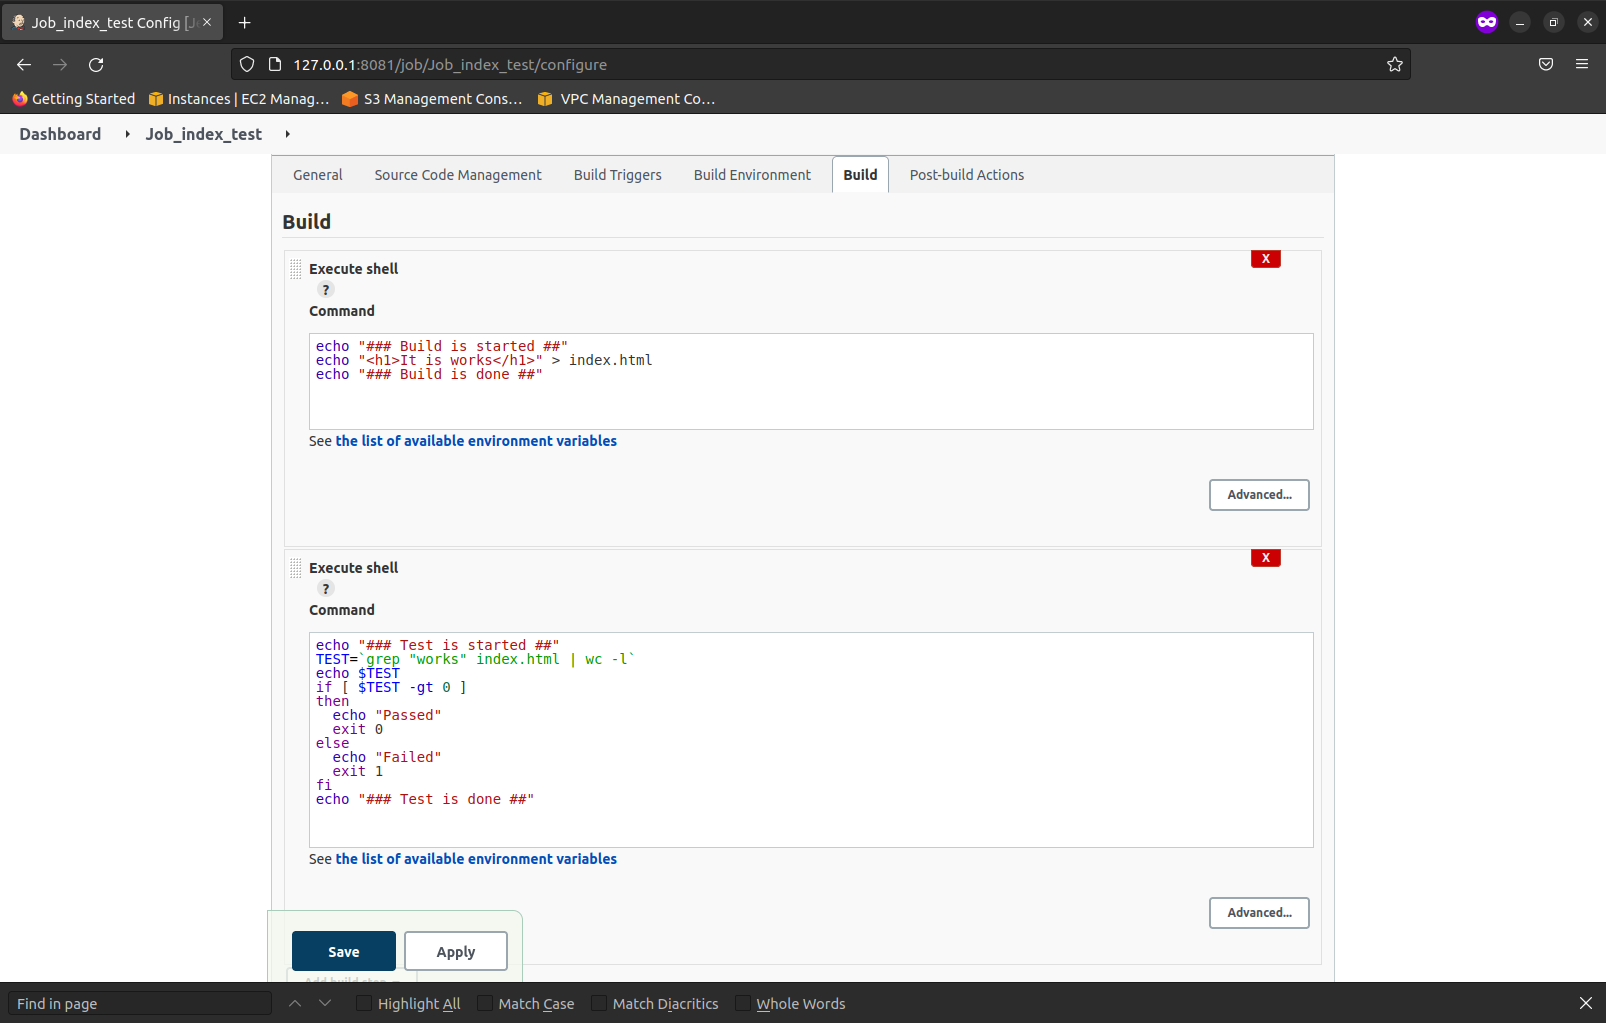 Job_index_test Config [Je
127.0.0.1:8081/job/Job_index_test/configure
Getting Started Instances | EC2 Manag… S3 Management Cons… VPC Management Co…
Dashboard Job_index_test
General Source Code Management Build Triggers Build Environment Build Post-build Actions
Build
X
Execute shell
?
Command
echo "### Build is started ##"
echo "<h1>It is works</h1>" > index.html
echo "### Build is done ##"
See the list of available environment variables
Advanced...
X
Execute shell
?
Command
echo "### Test is started ##"
TEST=`grep "works" index.html | wc -l`
echo $TEST
if [ $TEST -gt 0 ]
then
  echo "Passed"
  exit 0
else
  echo "Failed"
  exit 1
fi
echo "### Test is done ##"
See the list of available environment variables
Advanced...
Save Apply
Add build step
Find in page Highlight All Match Case Match Diacritics Whole Words